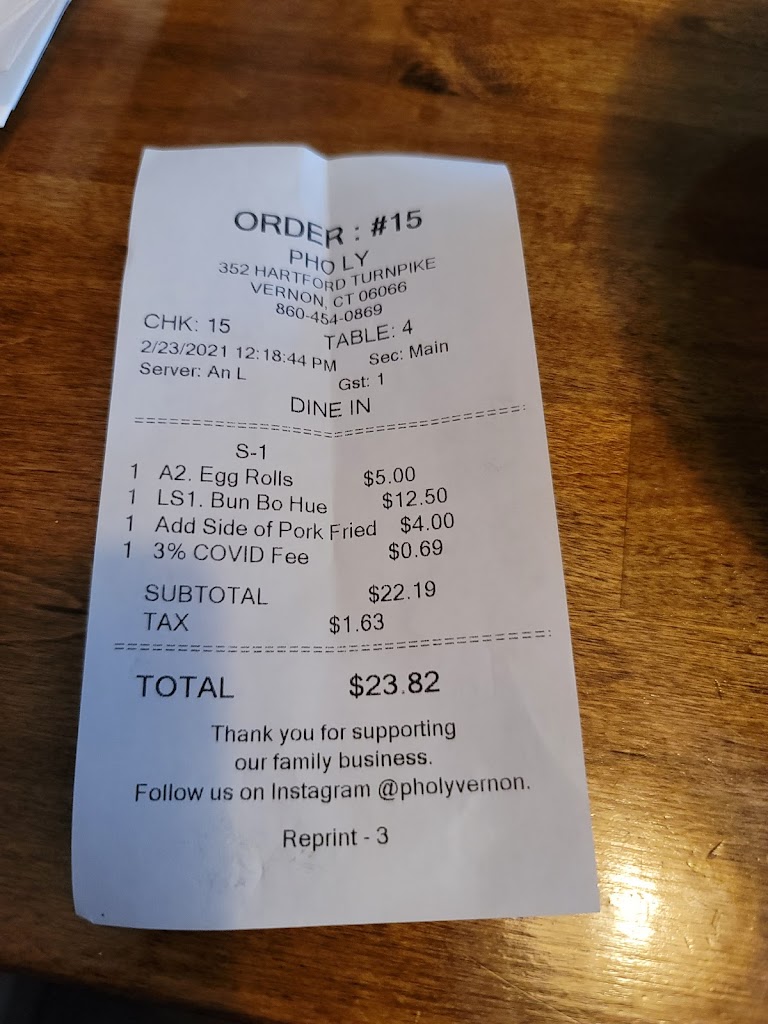 ORDER : #15
PHO LY
352 HARTFORD TURNPIKE
VERNON, CT 06066
860-454-0869
CHK: 15 TABLE: 4
2/23/2021 12:18:44 PM Sec: Main
Server: An L Gst: 1
DINE IN
================================================
S-1
1 A2. Egg Rolls $5.00
1 LS1. Bun Bo Hue $12.50
1 Add Side of Pork Fried $4.00
1 3% COVID Fee $0.69
SUBTOTAL $22.19
TAX $1.63
================================================
TOTAL $23.82
Thank you for supporting
our family business.
Follow us on Instagram @pholyvernon.
Reprint - 3